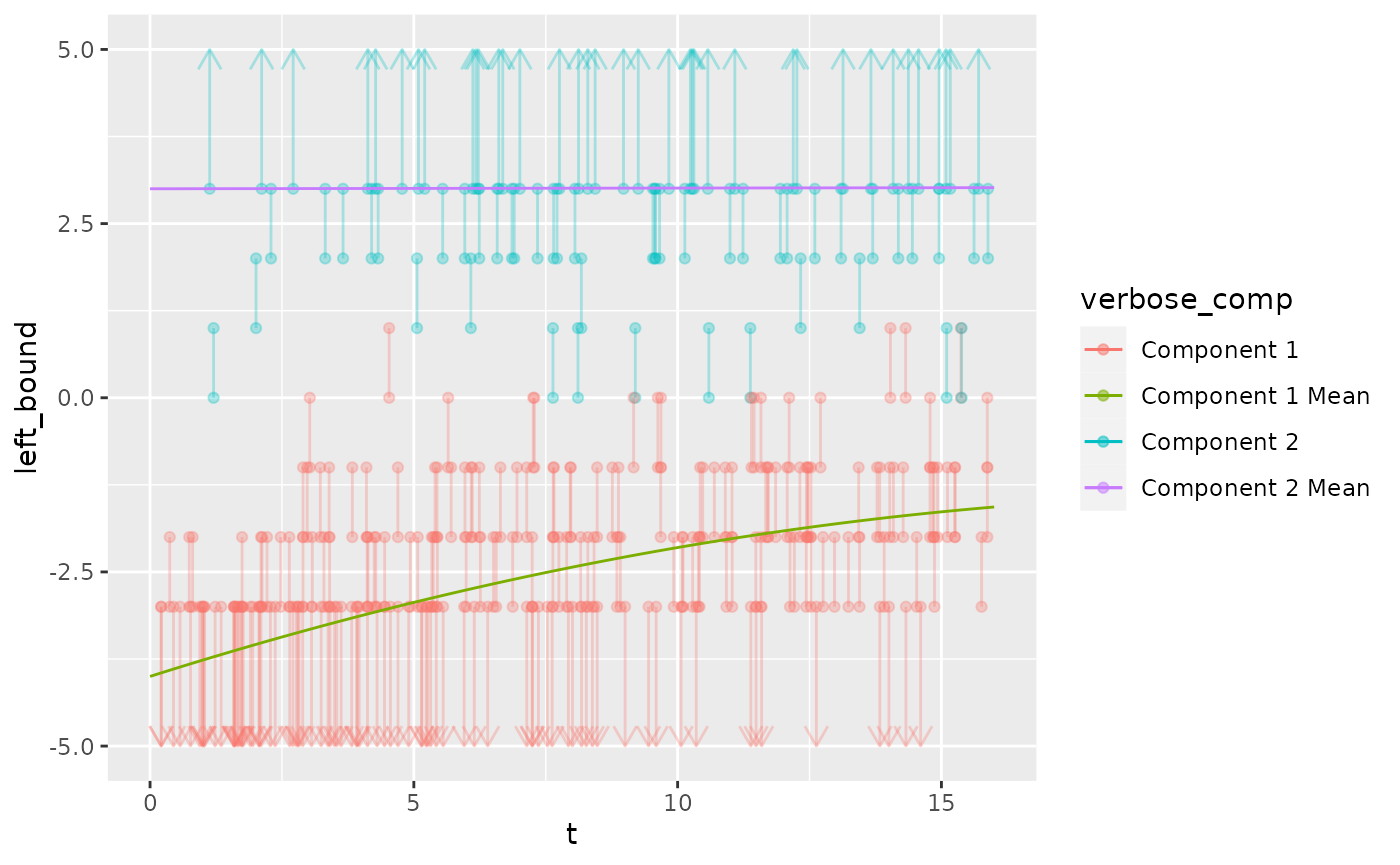 5.0
2.5
0.0
-2.5
-5.0
left_bound
0
5
10
15
t
verbose_comp
Component 1
Component 1 Mean
Component 2
Component 2 Mean